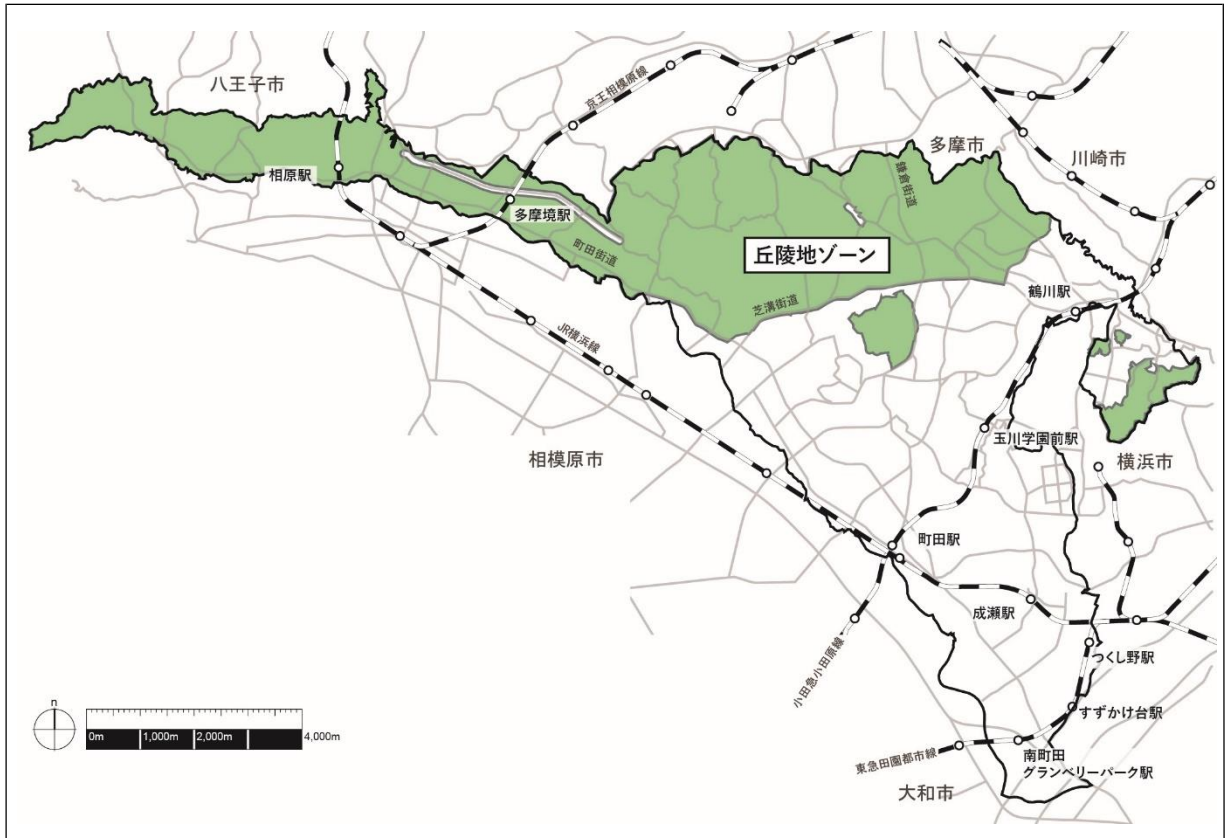 八王子市
京王相模原線
多摩市
川崎市
鎌倉街道
相原駅
多摩境駅
町田街道
丘陵地ゾーン
芝溝街道
鶴川駅
JR横浜線
玉川学園前駅
相模原市
横浜市
町田駅
成瀬駅
小田急小田原線
つくし野駅
すずかけ台駅
n
0m 1,000m 2,000m 4,000m
東急田園都市線
南町田
グランベリーパーク駅
大和市